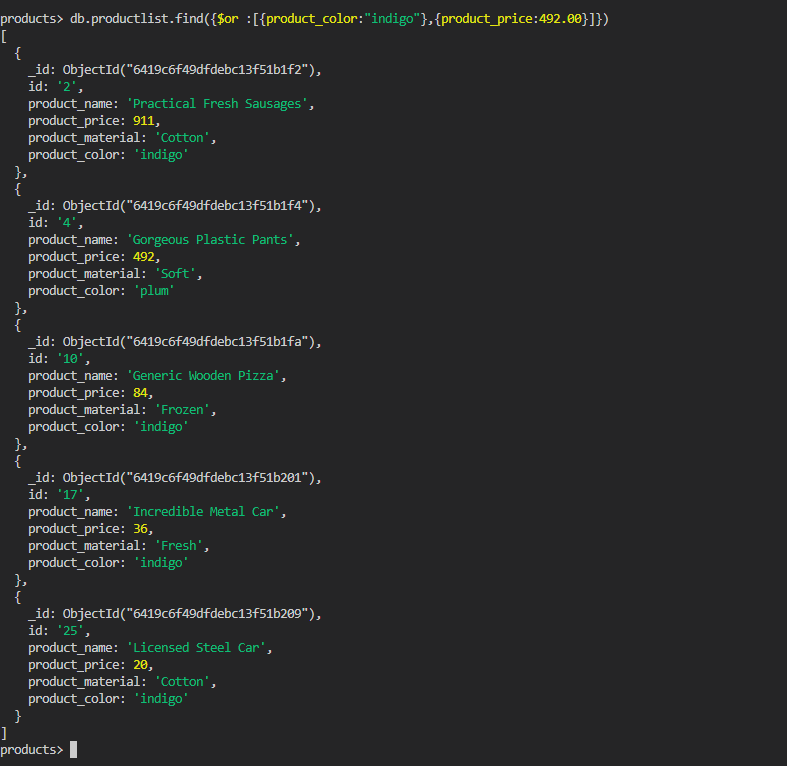 products> db.productlist.find({$or :[{product_color:"indigo"},{product_price:492.00}]})
[
  {
    _id: ObjectId("6419c6f49dfdebc13f51b1f2"),
    id: '2',
    product_name: 'Practical Fresh Sausages',
    product_price: 911,
    product_material: 'Cotton',
    product_color: 'indigo'
  },
  {
    _id: ObjectId("6419c6f49dfdebc13f51b1f4"),
    id: '4',
    product_name: 'Gorgeous Plastic Pants',
    product_price: 492,
    product_material: 'Soft',
    product_color: 'plum'
  },
  {
    _id: ObjectId("6419c6f49dfdebc13f51b1fa"),
    id: '10',
    product_name: 'Generic Wooden Pizza',
    product_price: 84,
    product_material: 'Frozen',
    product_color: 'indigo'
  },
  {
    _id: ObjectId("6419c6f49dfdebc13f51b201"),
    id: '17',
    product_name: 'Incredible Metal Car',
    product_price: 36,
    product_material: 'Fresh',
    product_color: 'indigo'
  },
  {
    _id: ObjectId("6419c6f49dfdebc13f51b209"),
    id: '25',
    product_name: 'Licensed Steel Car',
    product_price: 20,
    product_material: 'Cotton',
    product_color: 'indigo'
  }
]
products>